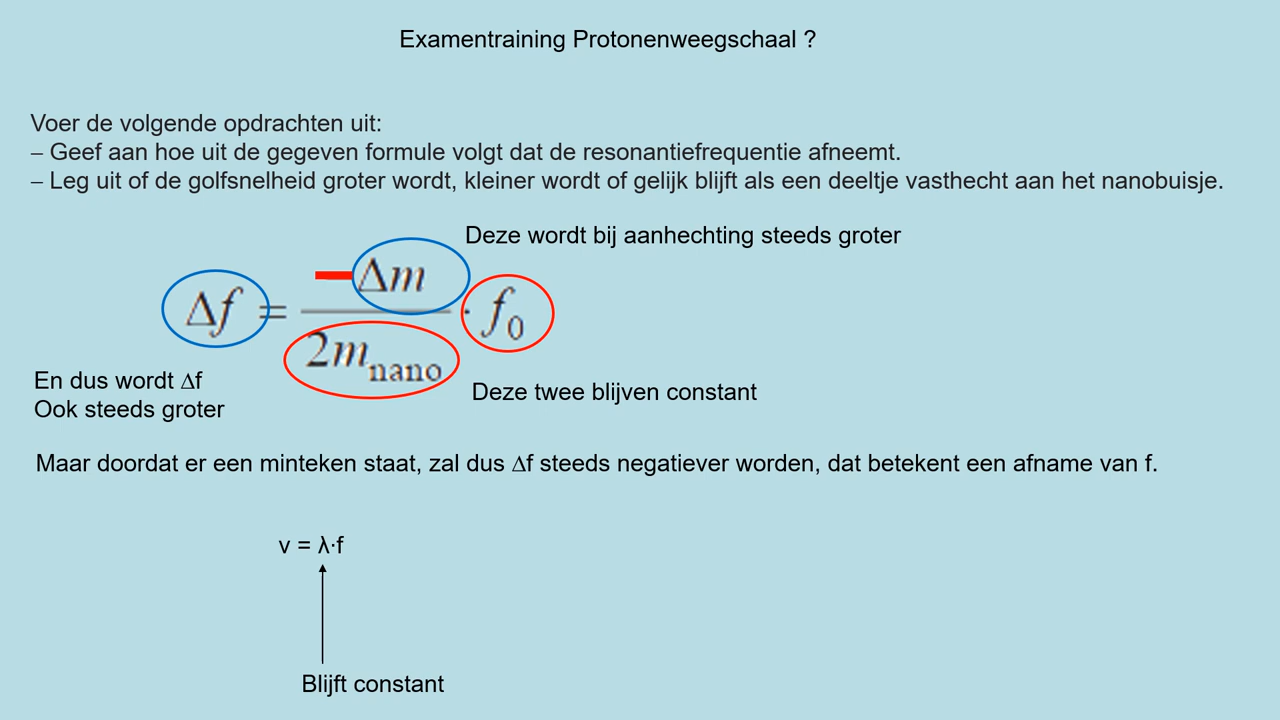 Examentraining Protonenweegschaal ?
Voer de volgende opdrachten uit:
– Geef aan hoe uit de gegeven formule volgt dat de resonantiefrequentie afneemt.
– Leg uit of de golfsnelheid groter wordt, kleiner wordt of gelijk blijft als een deeltje vasthecht aan het nanobuisje.
Deze wordt bij aanhechting steeds groter
Δf = −Δm / 2m_nano · f₀
En dus wordt Δf
Ook steeds groter
Deze twee blijven constant
Maar doordat er een minteken staat, zal dus Δf steeds negatiever worden, dat betekent een afname van f.
v = λ·f
Blijft constant